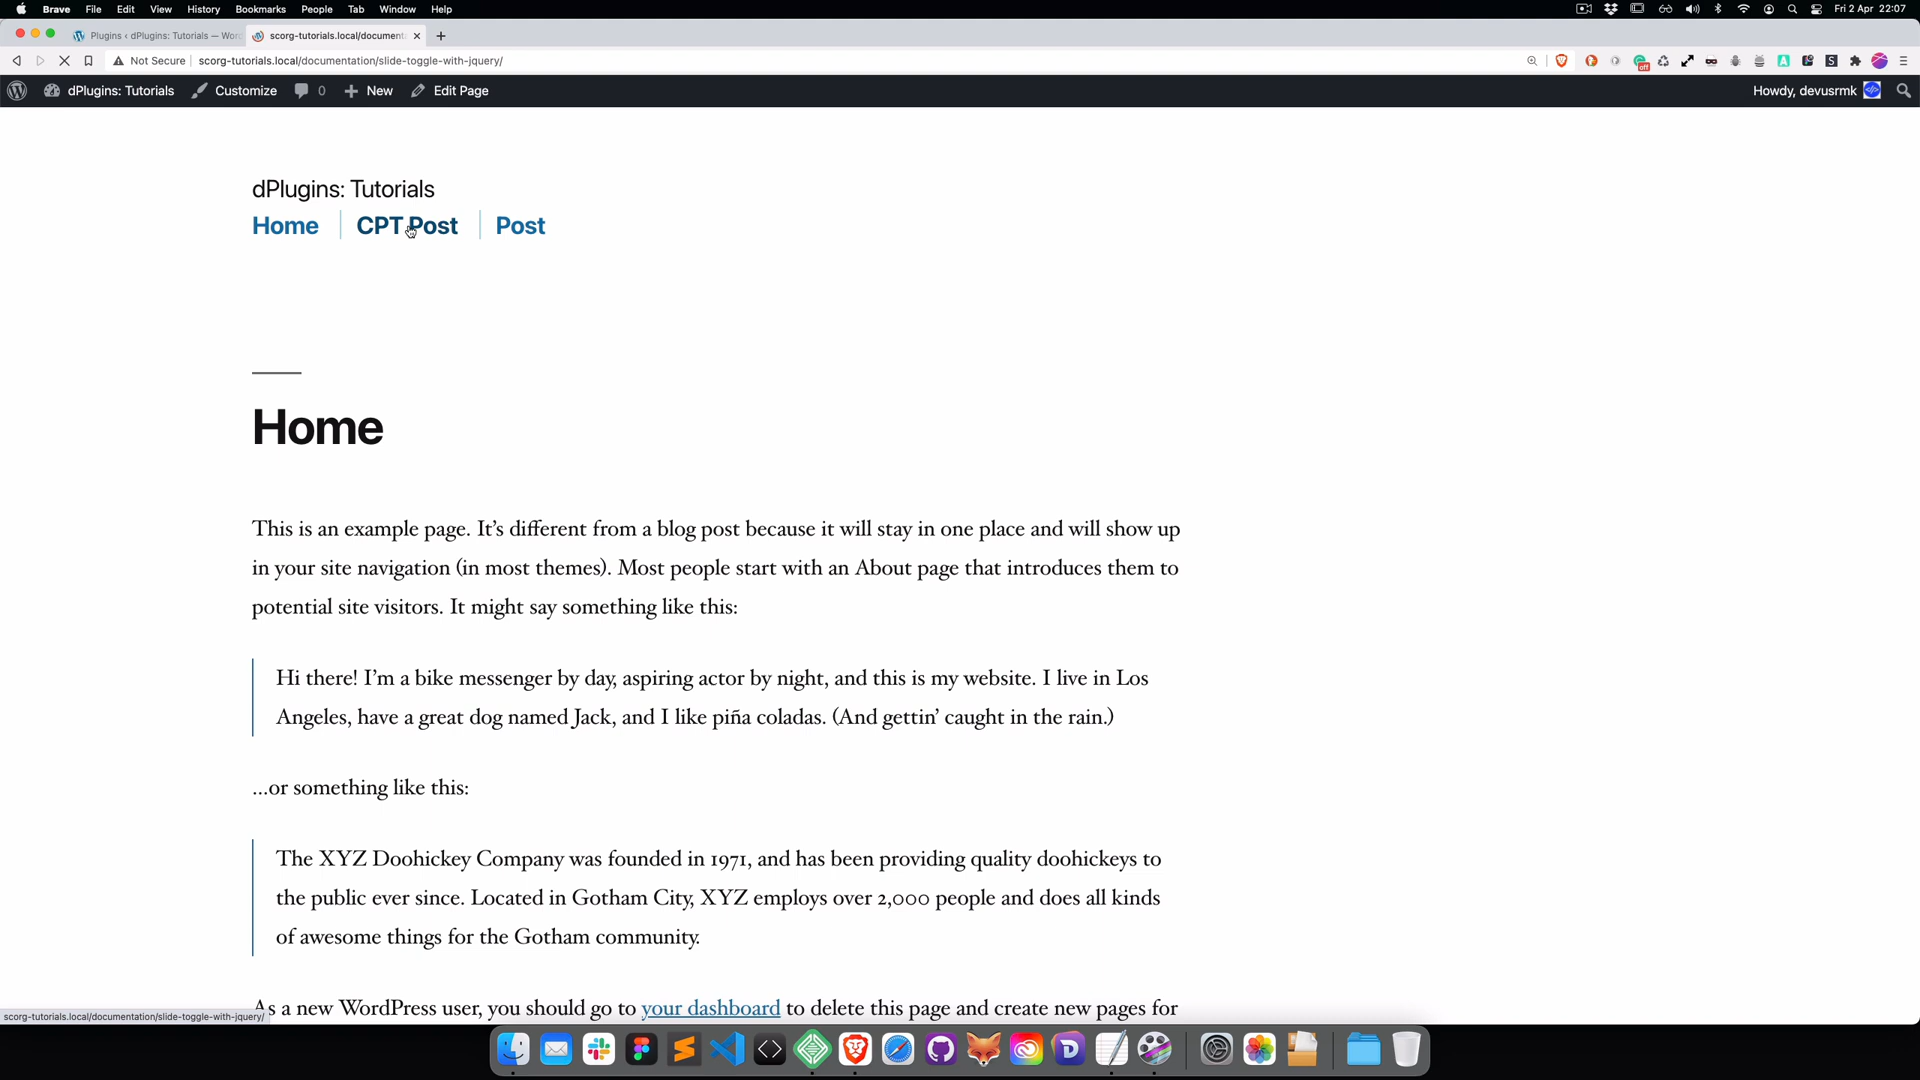 Brave File Edit View History Bookmarks People Tab Window Help Fri 2 Apr 22:07
Plugins ‹ dPlugins: Tutorials — Wor scorg-tutorials.local/document
Not Secure scorg-tutorials.local/documentation/slide-toggle-with-jquery/
dPlugins: Tutorials Customize 0 New Edit Page Howdy, devusrmk
dPlugins: Tutorials
Home CPT Post Post
Home
This is an example page. It’s different from a blog post because it will stay in one place and will show up
in your site navigation (in most themes). Most people start with an About page that introduces them to
potential site visitors. It might say something like this:
Hi there! I’m a bike messenger by day, aspiring actor by night, and this is my website. I live in Los
Angeles, have a great dog named Jack, and I like piña coladas. (And gettin’ caught in the rain.)
…or something like this:
The XYZ Doohickey Company was founded in 1971, and has been providing quality doohickeys to
the public ever since. Located in Gotham City, XYZ employs over 2,000 people and does all kinds
of awesome things for the Gotham community.
As a new WordPress user, you should go to your dashboard to delete this page and create new pages for
scorg-tutorials.local/documentation/slide-toggle-with-jquery/